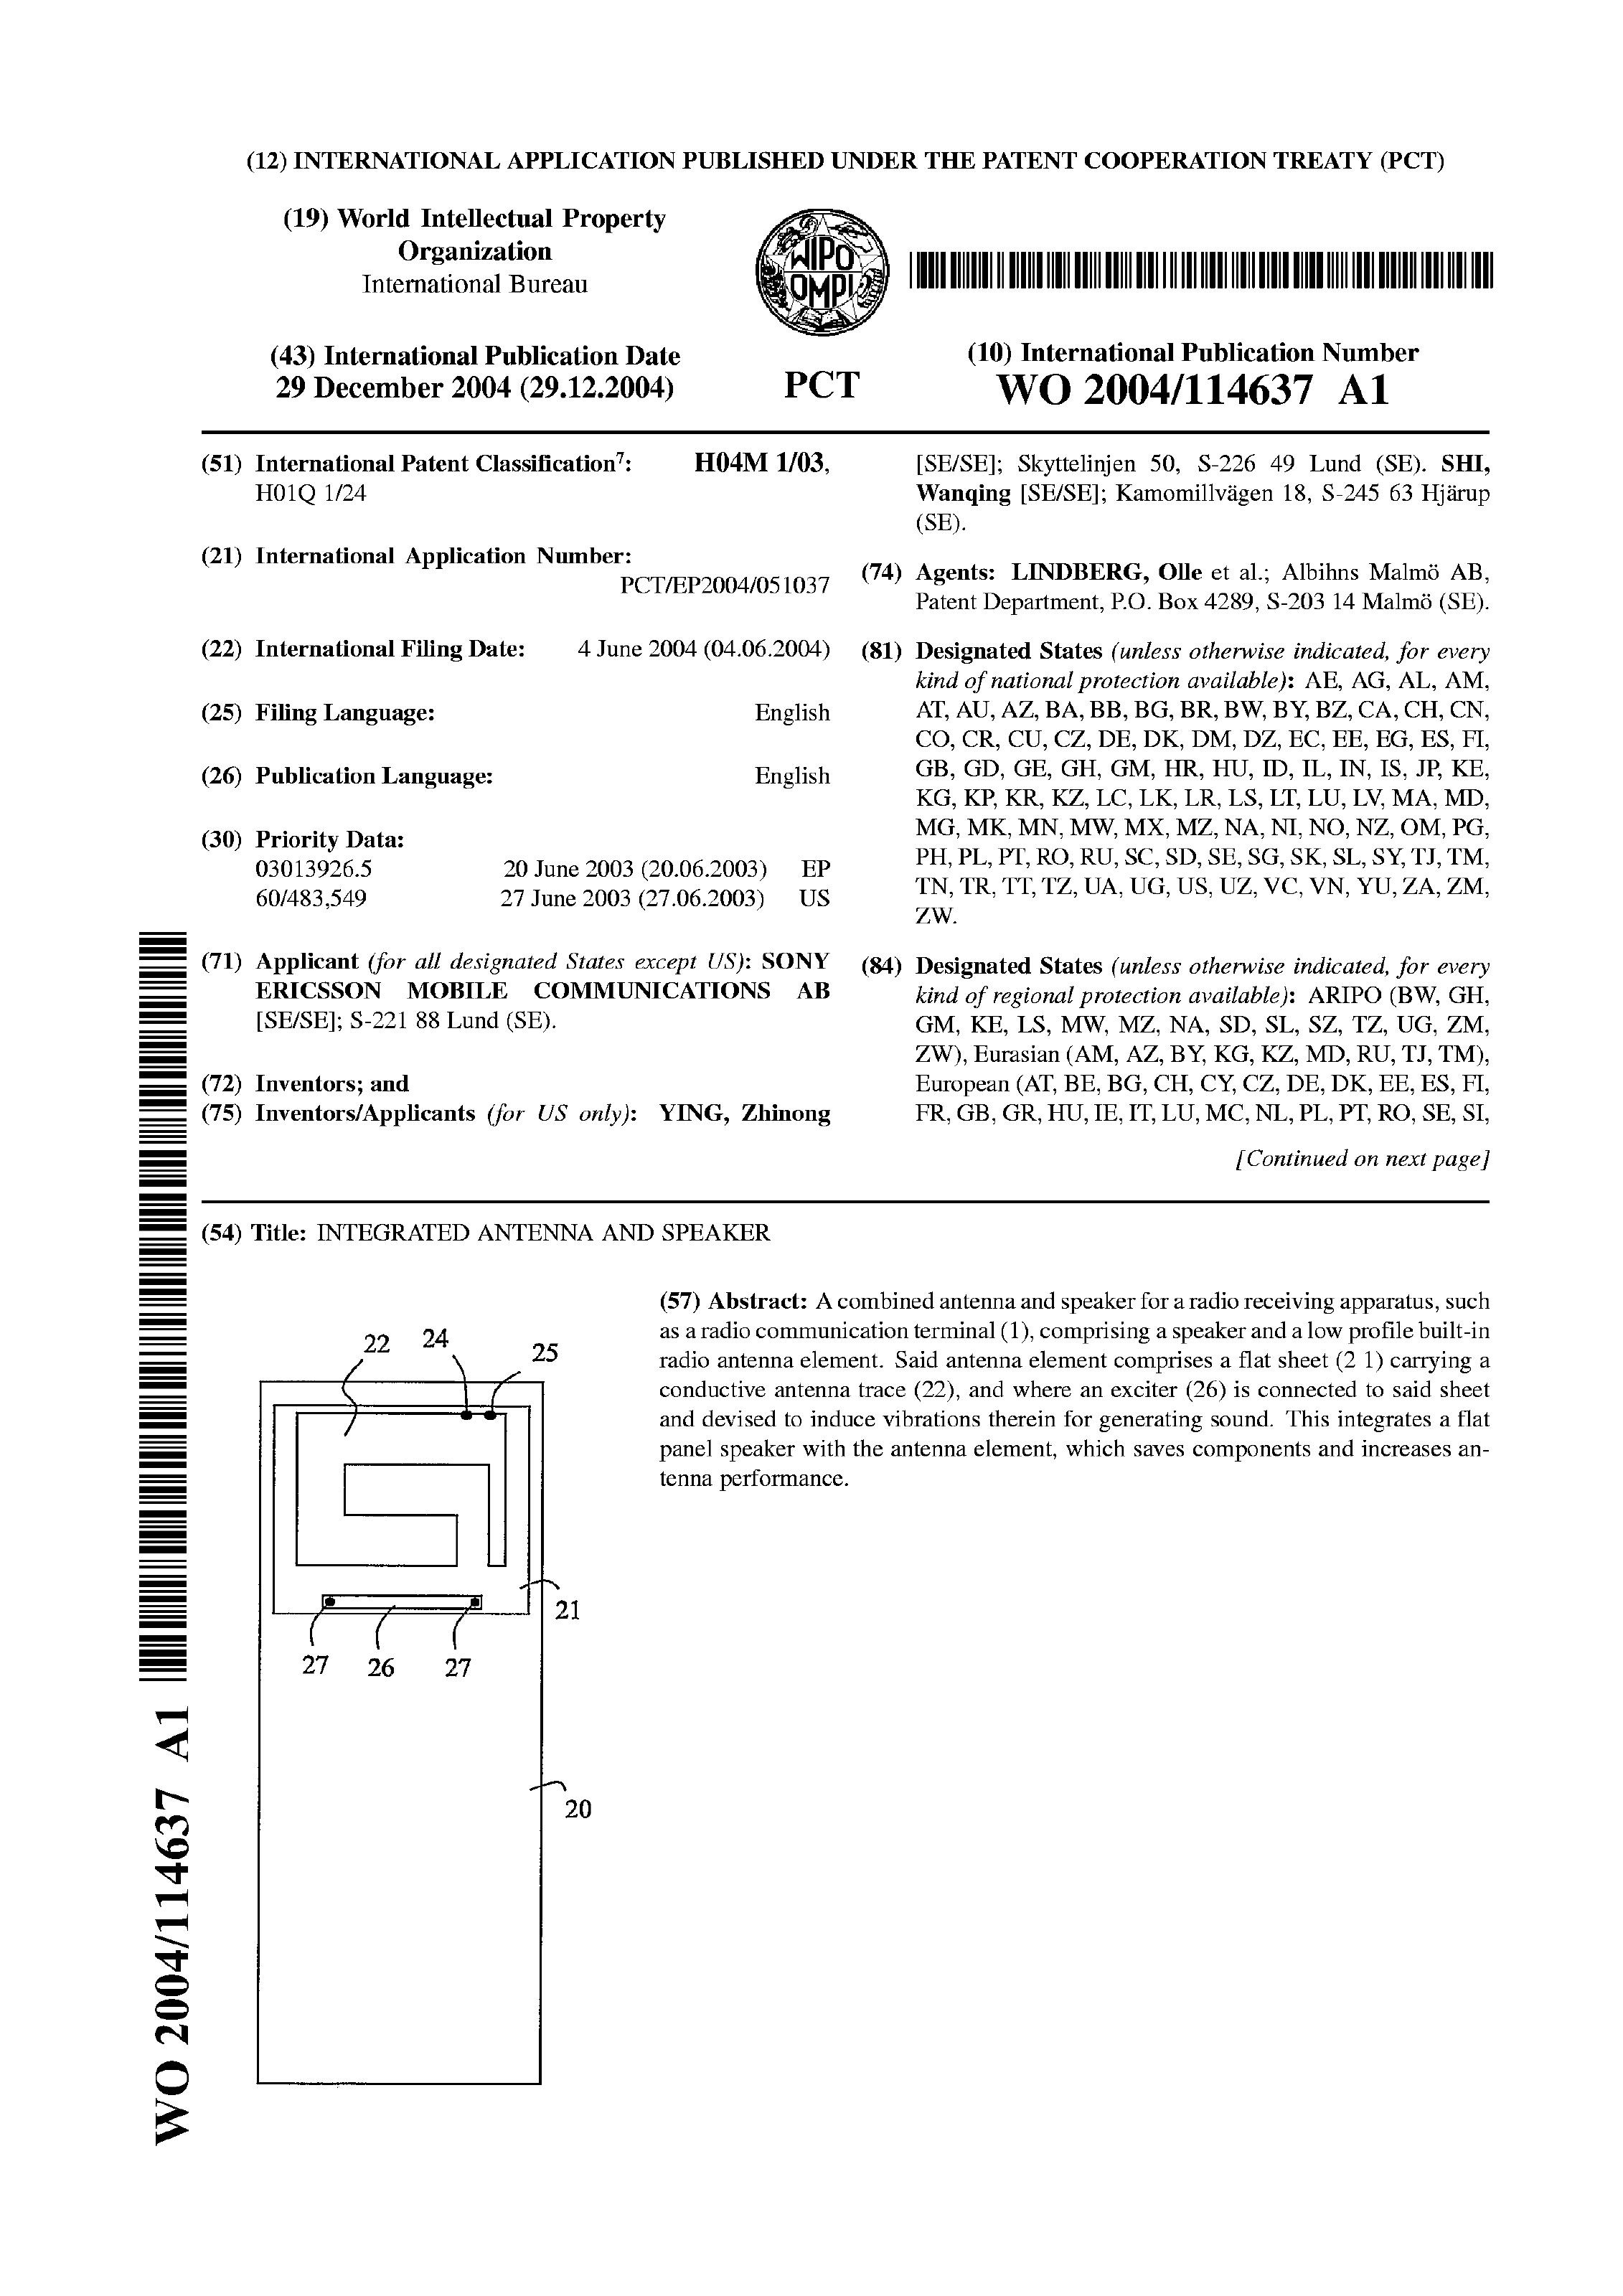 (12) INTERNATIONAL APPLICATION PUBLISHED UNDER THE PATENT COOPERATION TREATY (PCT)
(19) World Intellectual Property
Organization
International Bureau
WIPO
OMPI
(43) International Publication Date
29 December 2004 (29.12.2004)
PCT
(10) International Publication Number
WO 2004/114637 A1
(51) International Patent Classification7: H04M 1/03,
H01Q 1/24
(21) International Application Number:
PCT/EP2004/051037
(22) International Filing Date: 4 June 2004 (04.06.2004)
(25) Filing Language: English
(26) Publication Language: English
(30) Priority Data:
03013926.5 20 June 2003 (20.06.2003) EP
60/483,549 27 June 2003 (27.06.2003) US
(71) Applicant (for all designated States except US): SONY
ERICSSON MOBILE COMMUNICATIONS AB
[SE/SE]; S-221 88 Lund (SE).
(72) Inventors; and
(75) Inventors/Applicants (for US only): YING, Zhinong
[SE/SE]; Skyttelinjen 50, S-226 49 Lund (SE). SHI,
Wanqing [SE/SE]; Kamomillvägen 18, S-245 63 Hjärup
(SE).
(74) Agents: LINDBERG, Olle et al.; Albihns Malmö AB,
Patent Department, P.O. Box 4289, S-203 14 Malmö (SE).
(81) Designated States (unless otherwise indicated, for every
kind of national protection available): AE, AG, AL, AM,
AT, AU, AZ, BA, BB, BG, BR, BW, BY, BZ, CA, CH, CN,
CO, CR, CU, CZ, DE, DK, DM, DZ, EC, EE, EG, ES, FI,
GB, GD, GE, GH, GM, HR, HU, ID, IL, IN, IS, JP, KE,
KG, KP, KR, KZ, LC, LK, LR, LS, LT, LU, LV, MA, MD,
MG, MK, MN, MW, MX, MZ, NA, NI, NO, NZ, OM, PG,
PH, PL, PT, RO, RU, SC, SD, SE, SG, SK, SL, SY, TJ, TM,
TN, TR, TT, TZ, UA, UG, US, UZ, VC, VN, YU, ZA, ZM,
ZW.
(84) Designated States (unless otherwise indicated, for every
kind of regional protection available): ARIPO (BW, GH,
GM, KE, LS, MW, MZ, NA, SD, SL, SZ, TZ, UG, ZM,
ZW), Eurasian (AM, AZ, BY, KG, KZ, MD, RU, TJ, TM),
European (AT, BE, BG, CH, CY, CZ, DE, DK, EE, ES, FI,
FR, GB, GR, HU, IE, IT, LU, MC, NL, PL, PT, RO, SE, SI,
[Continued on next page]
(54) Title: INTEGRATED ANTENNA AND SPEAKER
(57) Abstract: A combined antenna and speaker for a radio receiving apparatus, such
as a radio communication terminal (1), comprising a speaker and a low profile built-in
radio antenna element. Said antenna element comprises a flat sheet (2 1) carrying a
conductive antenna trace (22), and where an exciter (26) is connected to said sheet
and devised to induce vibrations therein for generating sound. This integrates a flat
panel speaker with the antenna element, which saves components and increases an-
tenna performance.
22 24 25
21
27 26 27
20
WO 2004/114637 A1